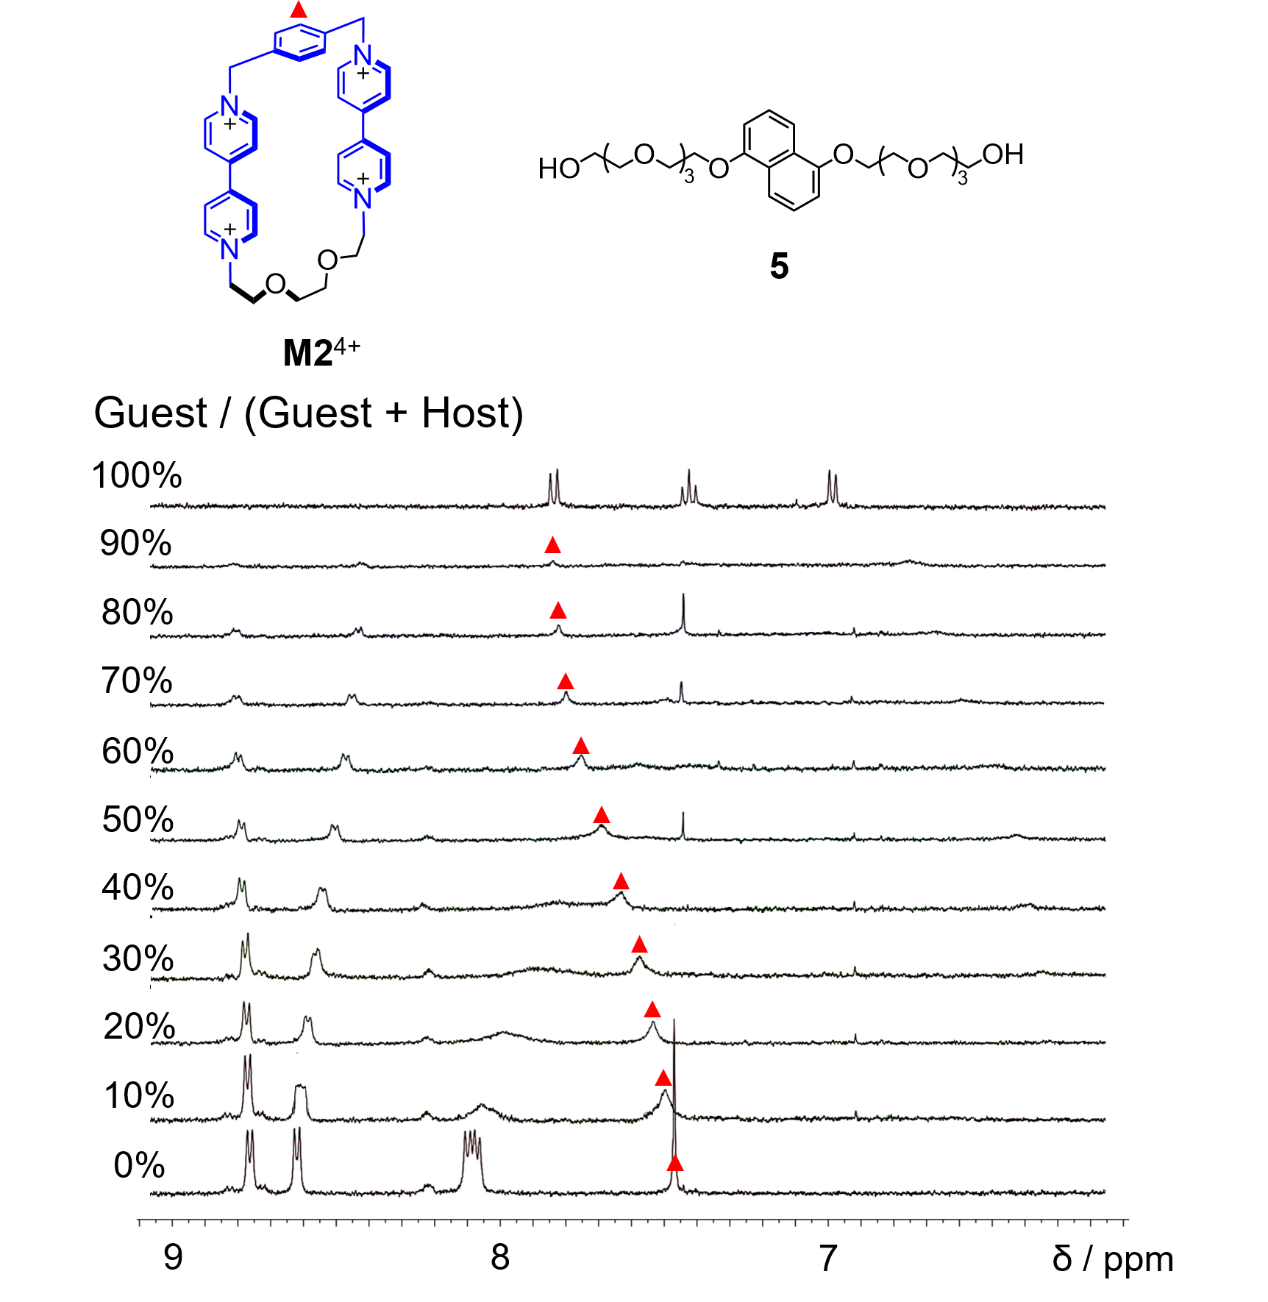 N
+
N
+
N
+
N
+
O
O
M2⁴⁺
HO
(
O
)
3
O
O
(
O
)
3
OH
5
Guest / (Guest + Host)
100%
90%
80%
70%
60%
50%
40%
30%
20%
10%
0%
9 8 7 δ / ppm